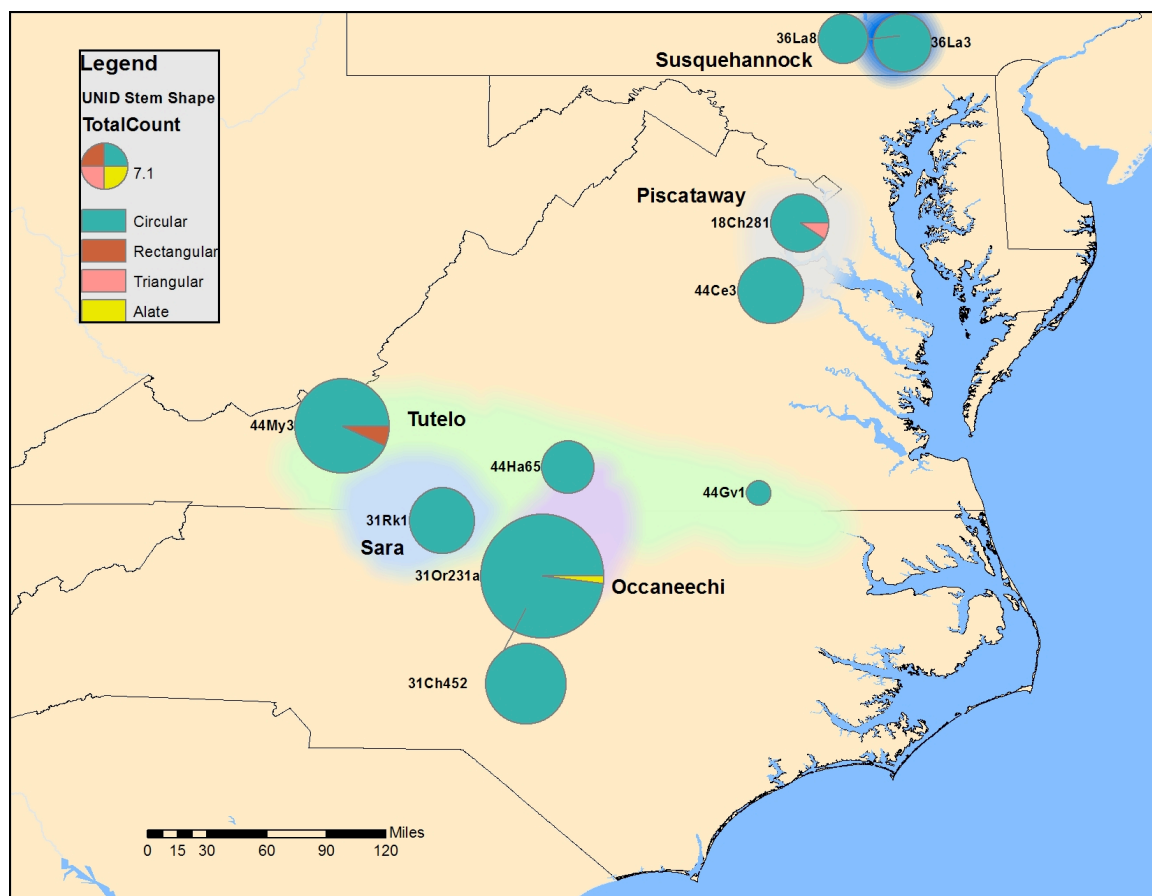 Legend
UNID Stem Shape
TotalCount
7.1
Circular
Rectangular
Triangular
Alate
36La8
36La3
Susquehannock
Piscataway
18Ch281
44Ce3
44My3
Tutelo
44Ha65
44Gv1
31Rk1
Sara
31Or231a
Occaneechi
31Ch452
Miles
0 15 30 60 90 120